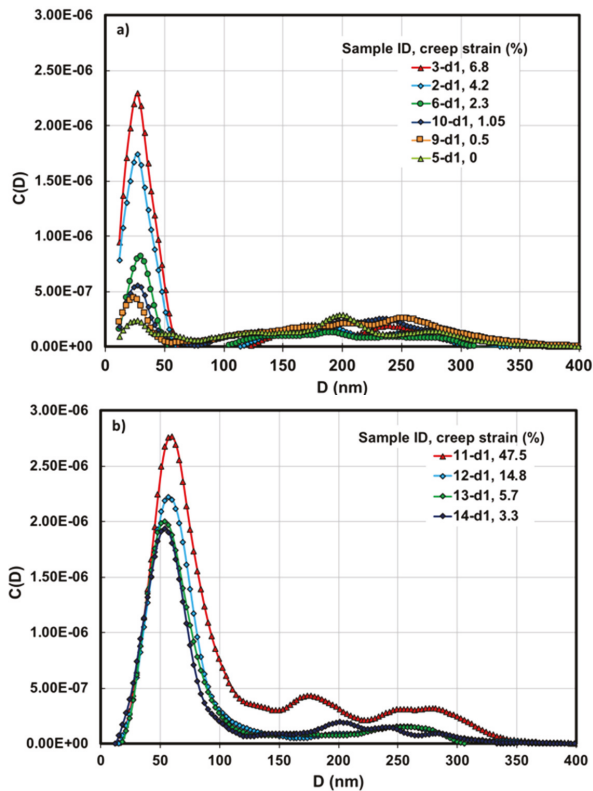 a)
3.00E-06
2.50E-06
2.00E-06
1.50E-06
1.00E-06
5.00E-07
0.00E+00
C(D)
Sample ID, creep strain (%)
3-d1, 6.8
2-d1, 4.2
6-d1, 2.3
10-d1, 1.05
9-d1, 0.5
5-d1, 0
0 50 100 150 200 250 300 350 400
D (nm)
b)
3.00E-06
2.50E-06
2.00E-06
1.50E-06
1.00E-06
5.00E-07
0.00E+00
C(D)
Sample ID, creep strain (%)
11-d1, 47.5
12-d1, 14.8
13-d1, 5.7
14-d1, 3.3
0 50 100 150 200 250 300 350 400
D (nm)